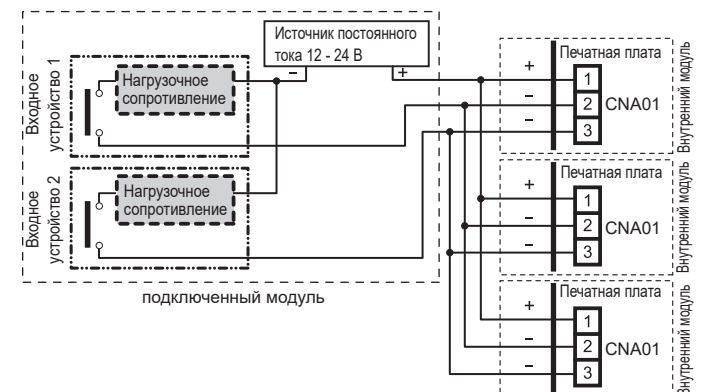 Источник постоянного
тока 12 - 24 В
–
+
Входное
устройство 1
Нагрузочное
сопротивление
Входное
устройство 2
Нагрузочное
сопротивление
подключенный модуль
Печатная плата
+
1
–
2
CNA01
–
3
Внутренний модуль
Печатная плата
+
1
–
2
CNA01
–
3
Внутренний модуль
Печатная плата
+
1
–
2
CNA01
–
3
Внутренний модуль